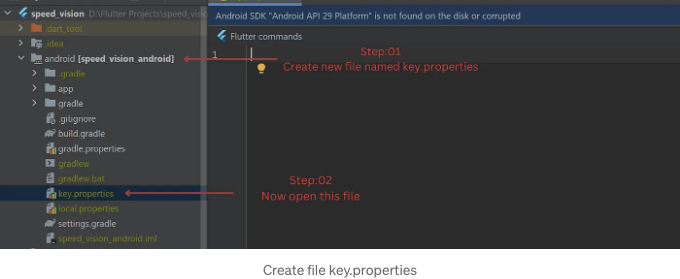 speed_vision D:\Flutter Projects\speed_visio
.dart_tool
.idea
android [speed_vision_android]
.gradle
app
gradle
.gitignore
build.gradle
gradle.properties
gradlew
gradlew.bat
key.properties
local.properties
settings.gradle
speed_vision_android.iml
Android SDK "Android API 29 Platform" is not found on the disk or corrupted
Flutter commands
1
Step:01
Create new file named key.properties
Step:02
Now open this file
Create file key.properties